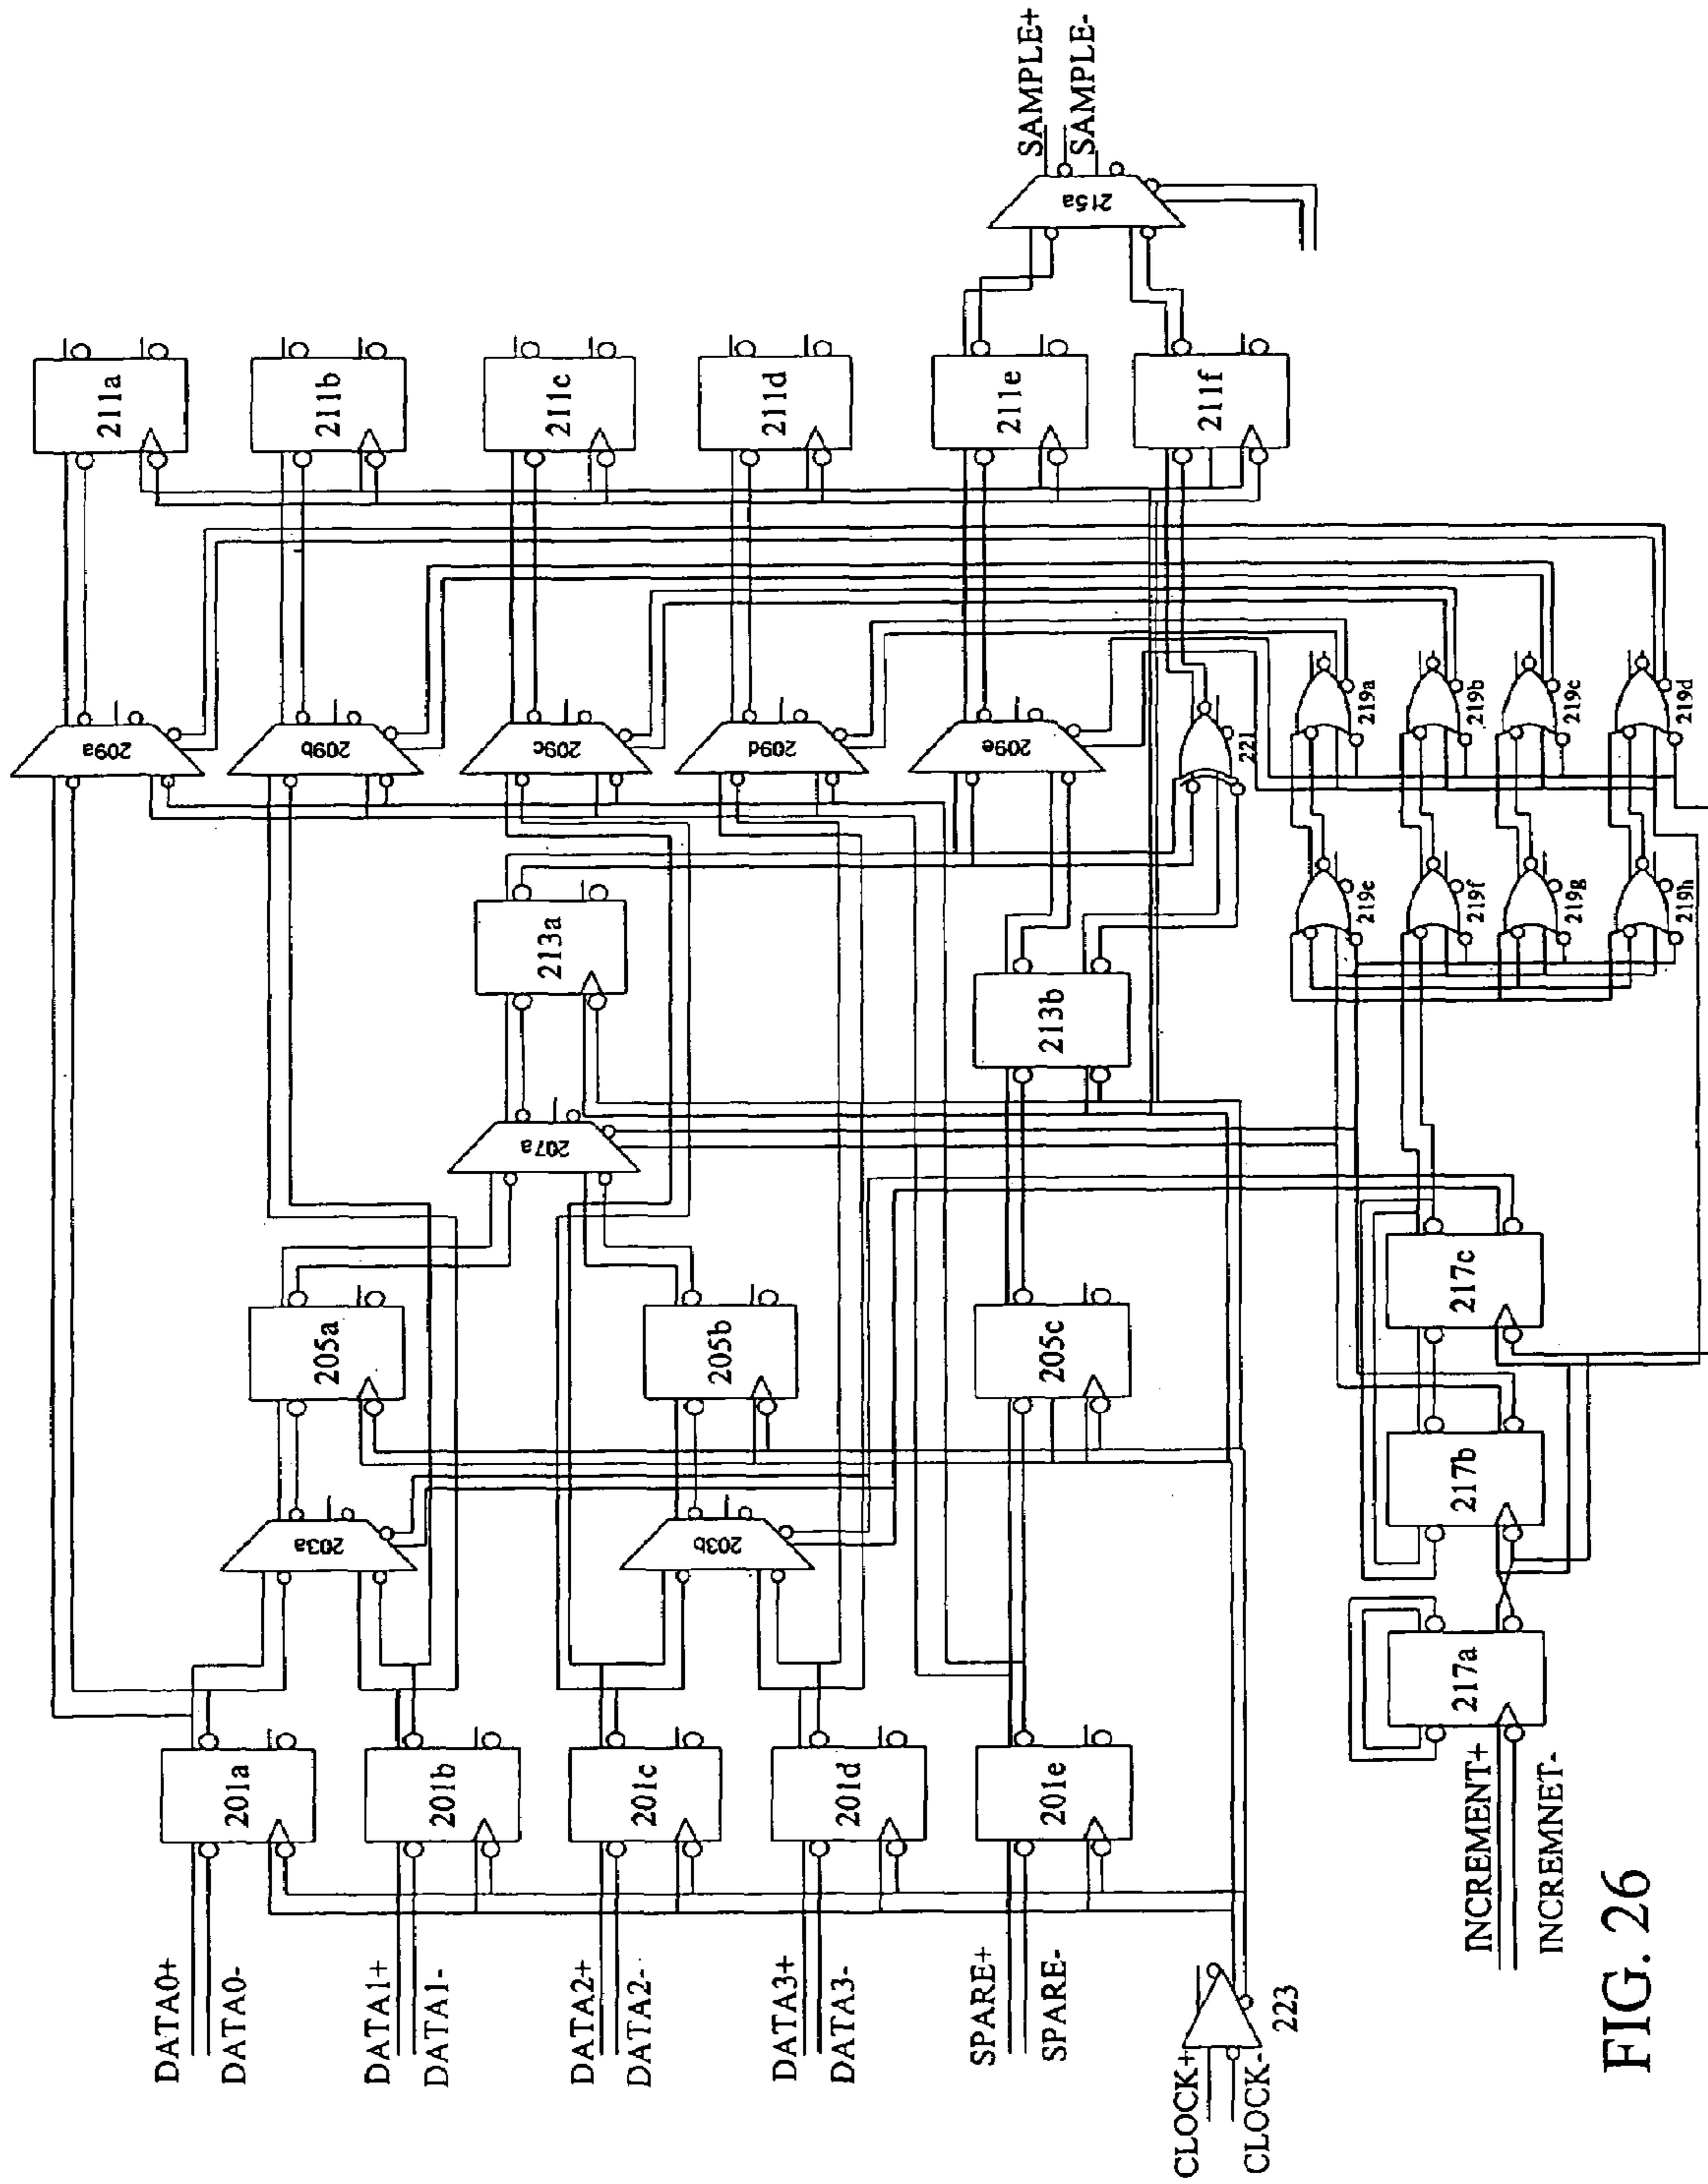 DATA0+
DATA0-
DATA1+
DATA1-
DATA2+
DATA2-
DATA3+
DATA3-
SPARE+
SPARE-
CLOCK+
CLOCK-
223
INCREMENT+
INCREMNET-
201a
201b
201c
201d
201e
203a
203b
205a
205b
205c
207a
213a
213b
209a
209b
209c
209d
209e
221
211a
211b
211c
211d
211e
211f
215a
SAMPLE+
SAMPLE-
217a
217b
217c
219e
219f
219g
219h
219a
219b
219c
219d
FIG. 26